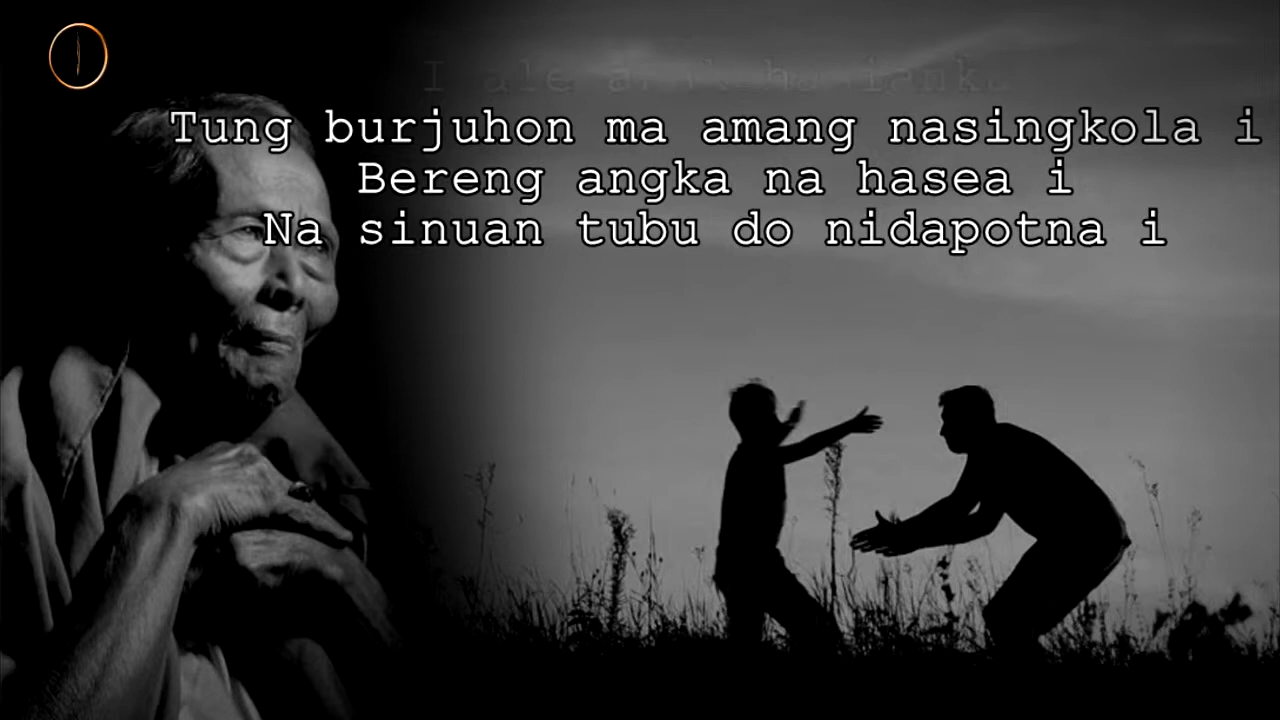 Tung burjuhon ma amang nasingkola i
Bereng angka na hasea i
Na sinuan tubu do nidapotna i